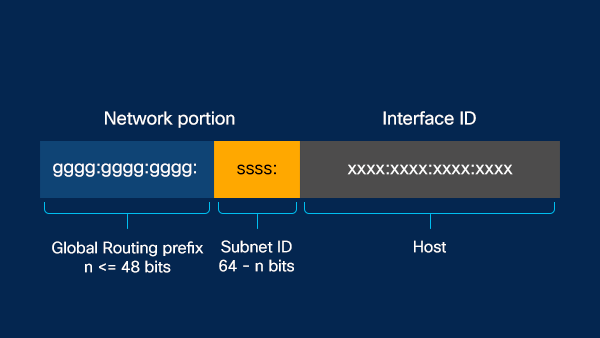 Network portion
Interface ID
gggg:gggg:gggg:
ssss:
xxxx:xxxx:xxxx:xxxx
Global Routing prefix
n <= 48 bits
Subnet ID
64 - n bits
Host